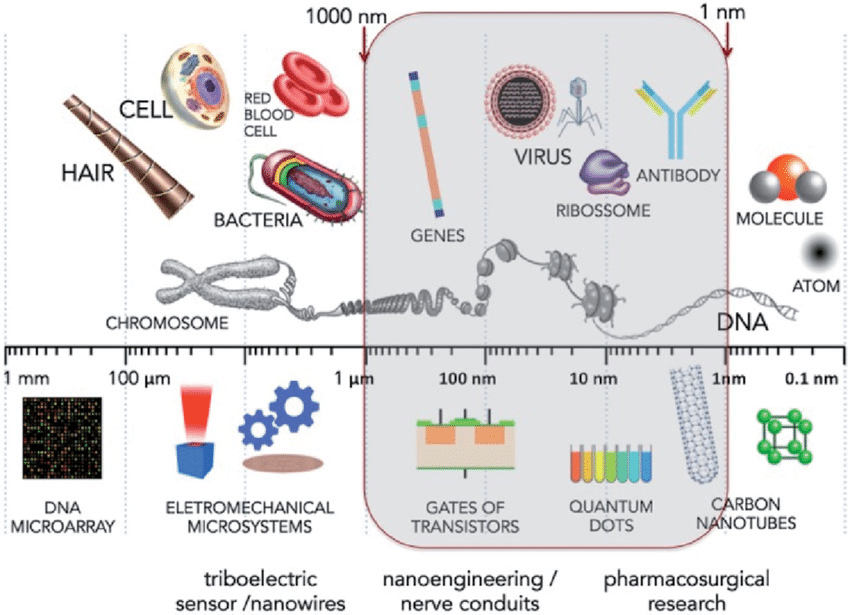 1000 nm
1 nm
CELL
RED
BLOOD
CELL
HAIR
BACTERIA
GENES
VIRUS
RIBOSSOME
ANTIBODY
MOLECULE
ATOM
CHROMOSOME
DNA
1 mm
100 µm
1 µm
100 nm
10 nm
1nm
0.1 nm
DNA
MICROARRAY
ELETROMECHANICAL
MICROSYSTEMS
GATES OF
TRANSISTORS
QUANTUM
DOTS
CARBON
NANOTUBES
triboelectric
sensor /nanowires
nanoengineering /
nerve conduits
pharmacosurgical
research